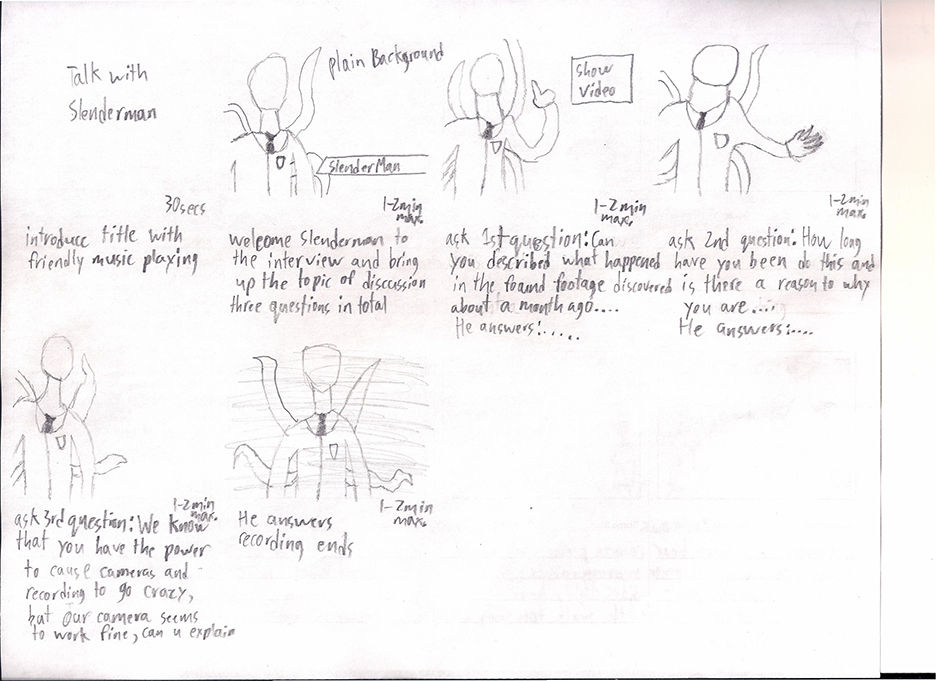 Talk with
Slenderman
30secs
introduce title with
friendly music playing
plain Background
SlenderMan
1-2min
max.
welcome Slenderman to
the interview and bring
up the topic of discussion
three questions in total
show
video
1-2min
max.
ask 1st question: Can
you described what happened
in the found footage discovered
about a month ago....
He answers:.....
1-2min
max.
ask 2nd question: How long
have you been do this and
is there a reason to why
you are....
He answers:....
1-2min
max.
ask 3rd question: We know
that you have the power
to cause cameras and
recording to go crazy,
but our camera seems
to work fine, can u explain
1-2min
max.
He answers
recording ends